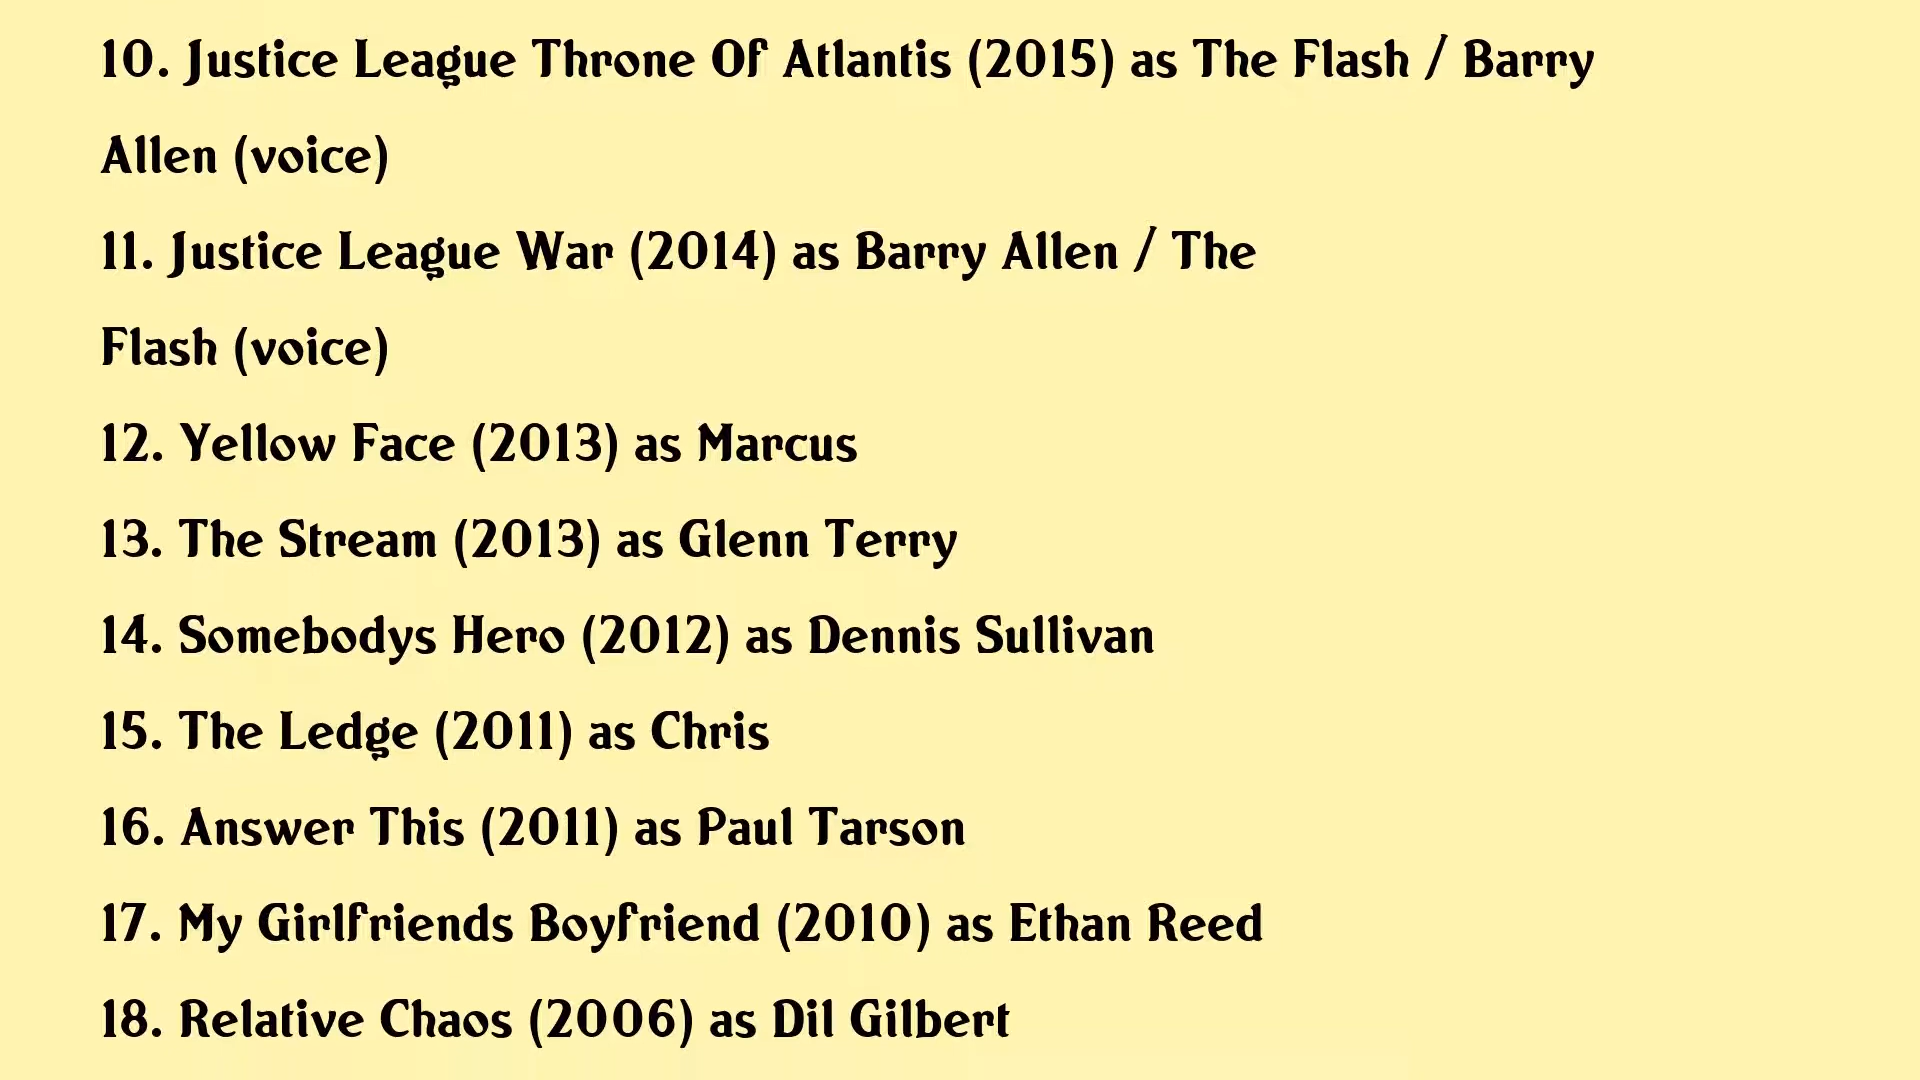 10. Justice League Throne Of Atlantis (2015) as The Flash / Barry
Allen (voice)
11. Justice League War (2014) as Barry Allen / The
Flash (voice)
12. Yellow Face (2013) as Marcus
13. The Stream (2013) as Glenn Terry
14. Somebodys Hero (2012) as Dennis Sullivan
15. The Ledge (2011) as Chris
16. Answer This (2011) as Paul Tarson
17. My Girlfriends Boyfriend (2010) as Ethan Reed
18. Relative Chaos (2006) as Dil Gilbert